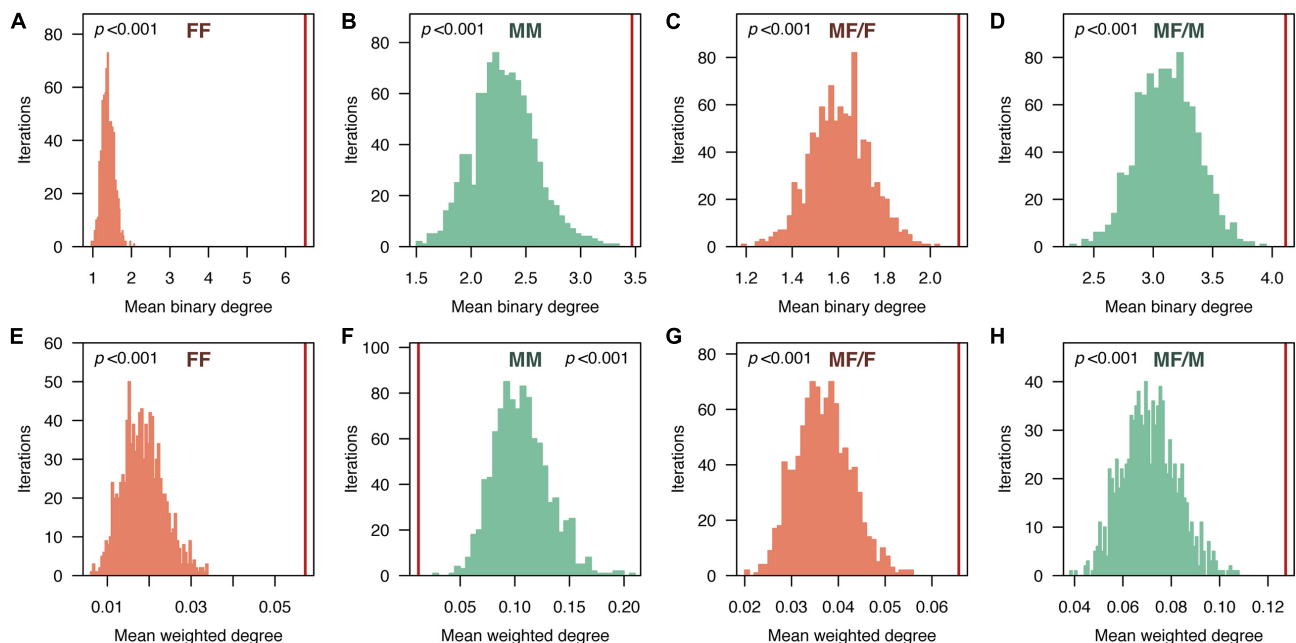 A
p<0.001 FF
80
60
40
20
0
Iterations
1 2 3 4 5 6
Mean binary degree
B
p<0.001 MM
80
60
40
20
0
Iterations
1.5 2.0 2.5 3.0 3.5
Mean binary degree
C
p<0.001 MF/F
80
60
40
20
0
Iterations
1.2 1.4 1.6 1.8 2.0
Mean binary degree
D
p<0.001 MF/M
80
60
40
20
0
Iterations
2.5 3.0 3.5 4.0
Mean binary degree
E
p<0.001 FF
60
50
40
30
20
10
0
Iterations
0.01 0.03 0.05
Mean weighted degree
F
MM p<0.001
100
80
60
40
20
0
Iterations
0.05 0.10 0.15 0.20
Mean weighted degree
G
p<0.001 MF/F
80
60
40
20
0
Iterations
0.02 0.03 0.04 0.05 0.06
Mean weighted degree
H
p<0.001 MF/M
40
30
20
10
0
Iterations
0.04 0.06 0.08 0.10 0.12
Mean weighted degree